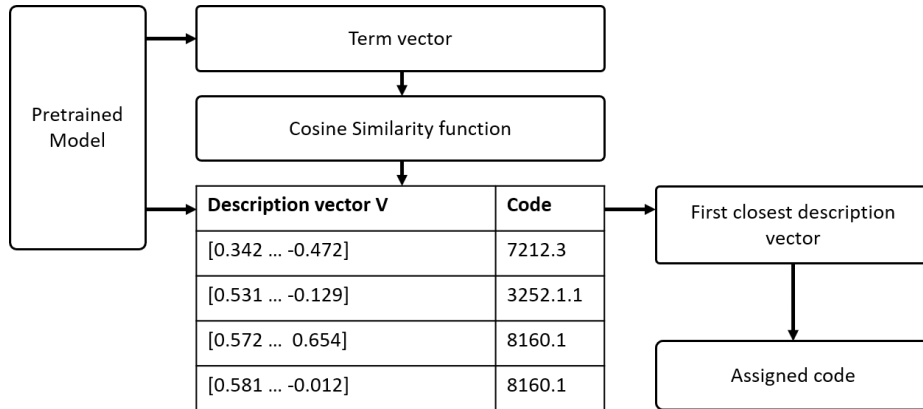 Pretrained
Model
Term vector
Cosine Similarity function
Description vector V Code
[0.342 ... -0.472] 7212.3
[0.531 ... -0.129] 3252.1.1
[0.572 ...  0.654] 8160.1
[0.581 ... -0.012] 8160.1
First closest description
vector
Assigned code